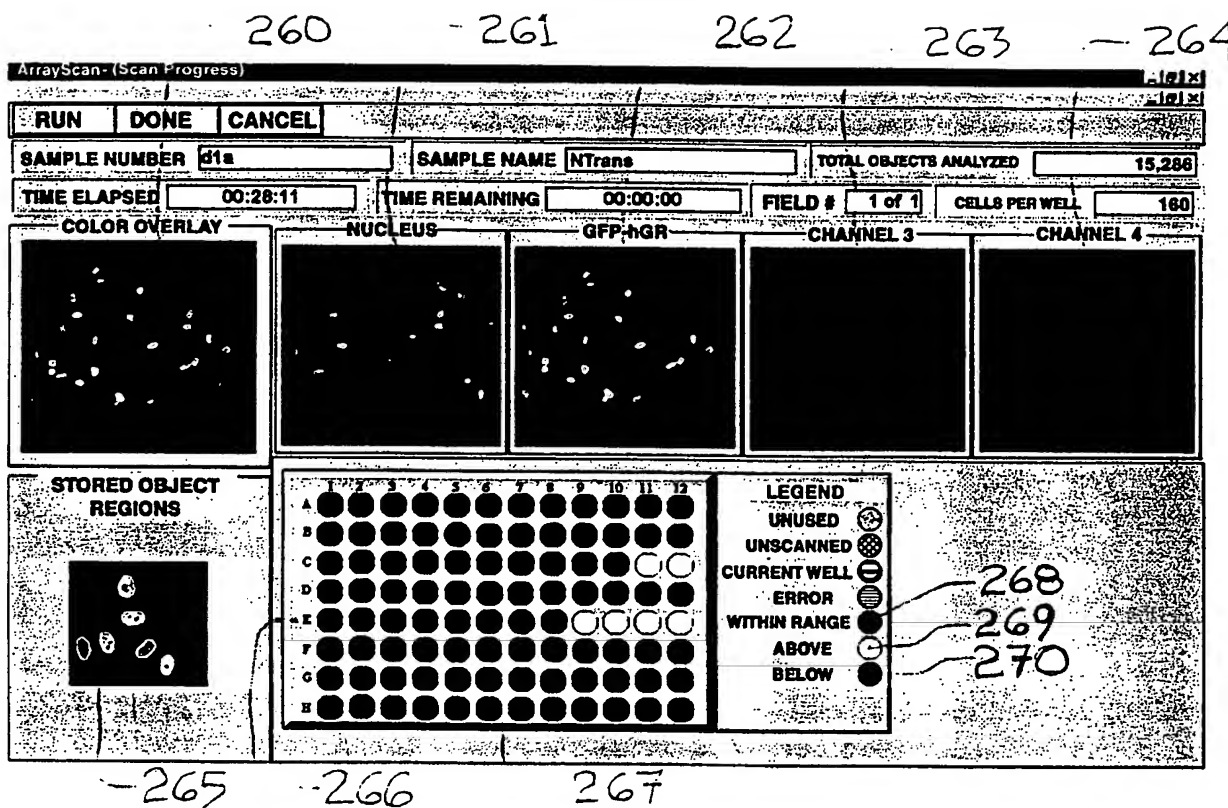 260 261 262 263 264
ArrayScan- (Scan Progress)
RUN DONE CANCEL
SAMPLE NUMBER d1a SAMPLE NAME NTrans TOTAL OBJECTS ANALYZED 15,286
TIME ELAPSED 00:28:11 TIME REMAINING 00:00:00 FIELD # 1 of 1 CELLS PER WELL 160
COLOR OVERLAY NUCLEUS GFP-hGR CHANNEL 3 CHANNEL 4
STORED OBJECT
REGIONS
1 2 3 4 5 6 7 8 9 10 11 12
A
B
C
D
E
F
G
H
LEGEND
UNUSED
UNSCANNED
CURRENT WELL
ERROR
WITHIN RANGE 268
ABOVE 269
BELOW 270
265 266 267